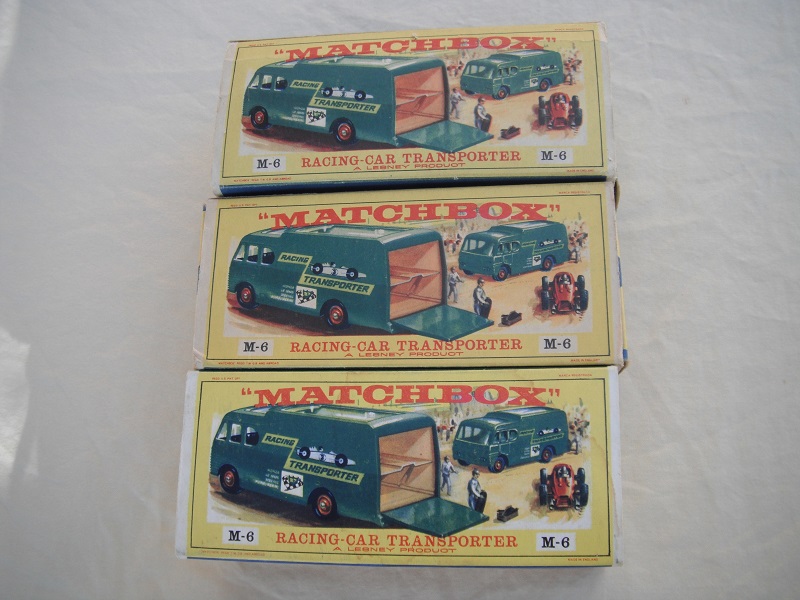 "MATCHBOX"
RACING
TRANSPORTER
M-6
RACING-CAR TRANSPORTER
M-6
A LESNEY PRODUCT
"MATCHBOX"
RACING
TRANSPORTER
M-6
RACING-CAR TRANSPORTER
M-6
A LESNEY PRODUCT
"MATCHBOX"
RACING
TRANSPORTER
M-6
RACING-CAR TRANSPORTER
M-6
A LESNEY PRODUCT